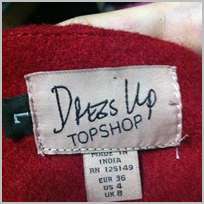 Dress Up
TOPSHOP
L
MADE IN
INDIA
RN 125149
EUR 36
US 4
UK 8